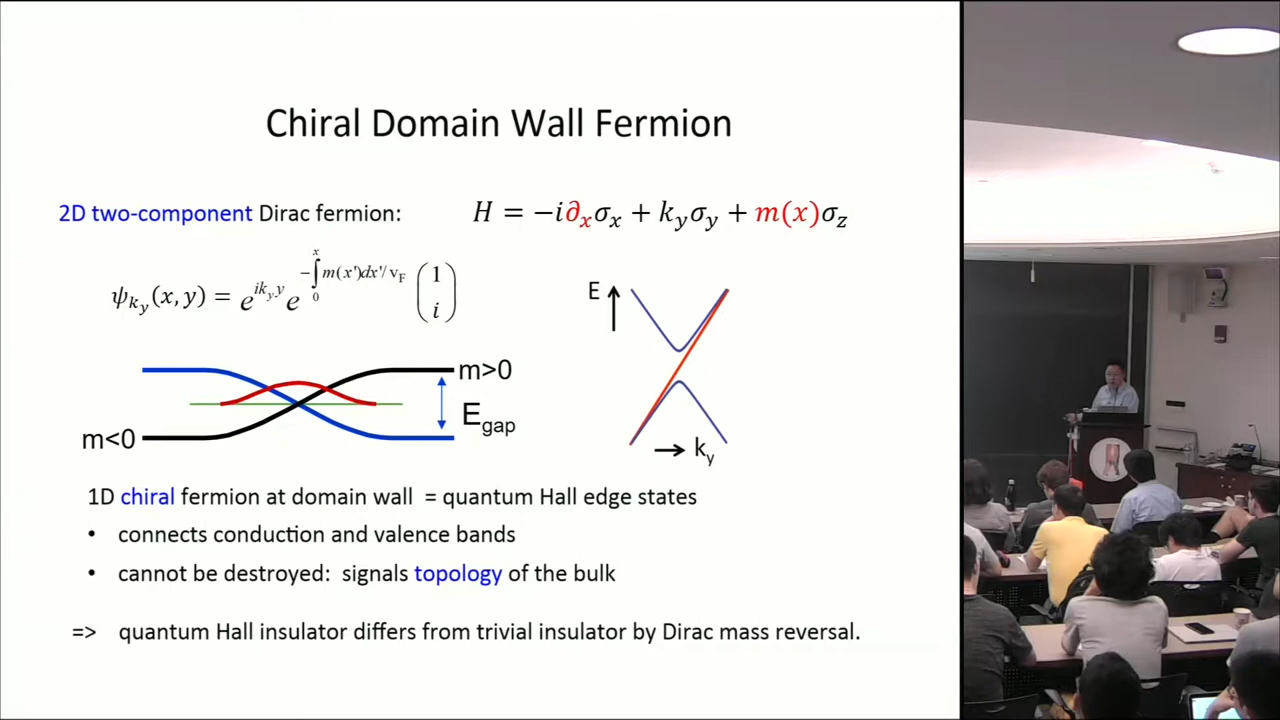 Chiral Domain Wall Fermion
2D two-component Dirac fermion: H = −i∂ₓσₓ + k_yσ_y + m(x)σ_z
ψ_{k_y}(x, y) = e^{ik_y y} e^{−∫₀ˣ m(x')dx'/v_F} (1 i)
E
m>0
E_gap
m<0
k_y
1D chiral fermion at domain wall = quantum Hall edge states
• connects conduction and valence bands
• cannot be destroyed: signals topology of the bulk
=> quantum Hall insulator differs from trivial insulator by Dirac mass reversal.